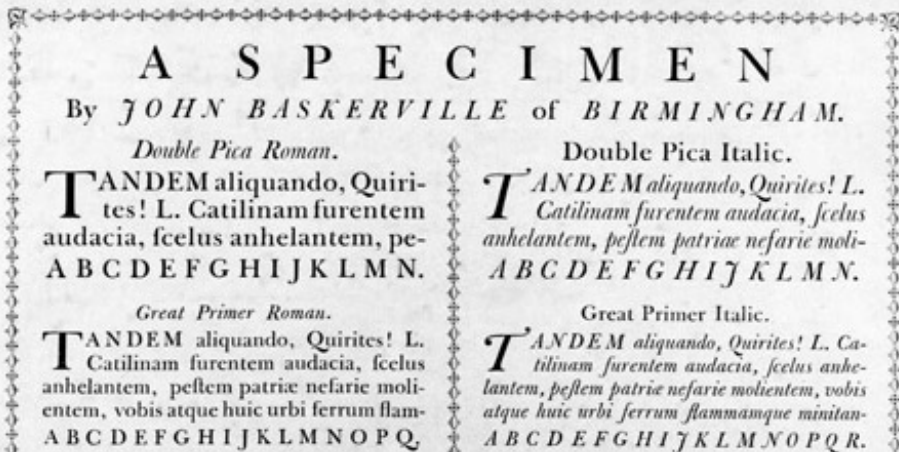 A SPECIMEN
By JOHN BASKERVILLE of BIRMINGHAM.
Double Pica Roman.
TANDEM aliquando, Quiri-
tes! L. Catilinam furentem
audacia, ſcelus anhelantem, pe-
A B C D E F G H I J K L M N.
Great Primer Roman.
TANDEM aliquando, Quirites! L.
Catilinam furentem audacia, ſcelus
anhelantem, peſtem patriæ nefarie moli-
entem, vobis atque huic urbi ferrum flam-
A B C D E F G H I J K L M N O P Q.
Double Pica Italic.
TANDEM aliquando, Quirites! L.
Catilinam furentem audacia, ſcelus
anhelantem, peſtem patriæ nefarie moli-
A B C D E F G H I J K L M N.
Great Primer Italic.
TANDEM aliquando, Quirites! L. Ca-
tilinam furentem audacia, ſcelus anhe-
lantem, peſtem patriæ nefarie molientem, vobis
atque huic urbi ferrum flammamque minitan-
A B C D E F G H I J K L M N O P Q R.